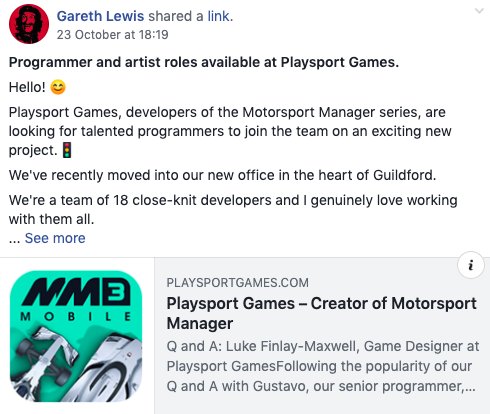 Gareth Lewis shared a link.
23 October at 18:19
Programmer and artist roles available at Playsport Games.
Hello! 😊
Playsport Games, developers of the Motorsport Manager series, are
looking for talented programmers to join the team on an exciting new
project. 🚦
We've recently moved into our new office in the heart of Guildford.
We're a team of 18 close-knit developers and I genuinely love working
with them all.
... See more
i
MM3
MOBILE
PLAYSPORTGAMES.COM
Playsport Games – Creator of Motorsport
Manager
Q and A: Luke Finlay-Maxwell, Game Designer at
Playsport GamesFollowing the popularity of our
Q and A with Gustavo, our senior programmer,...